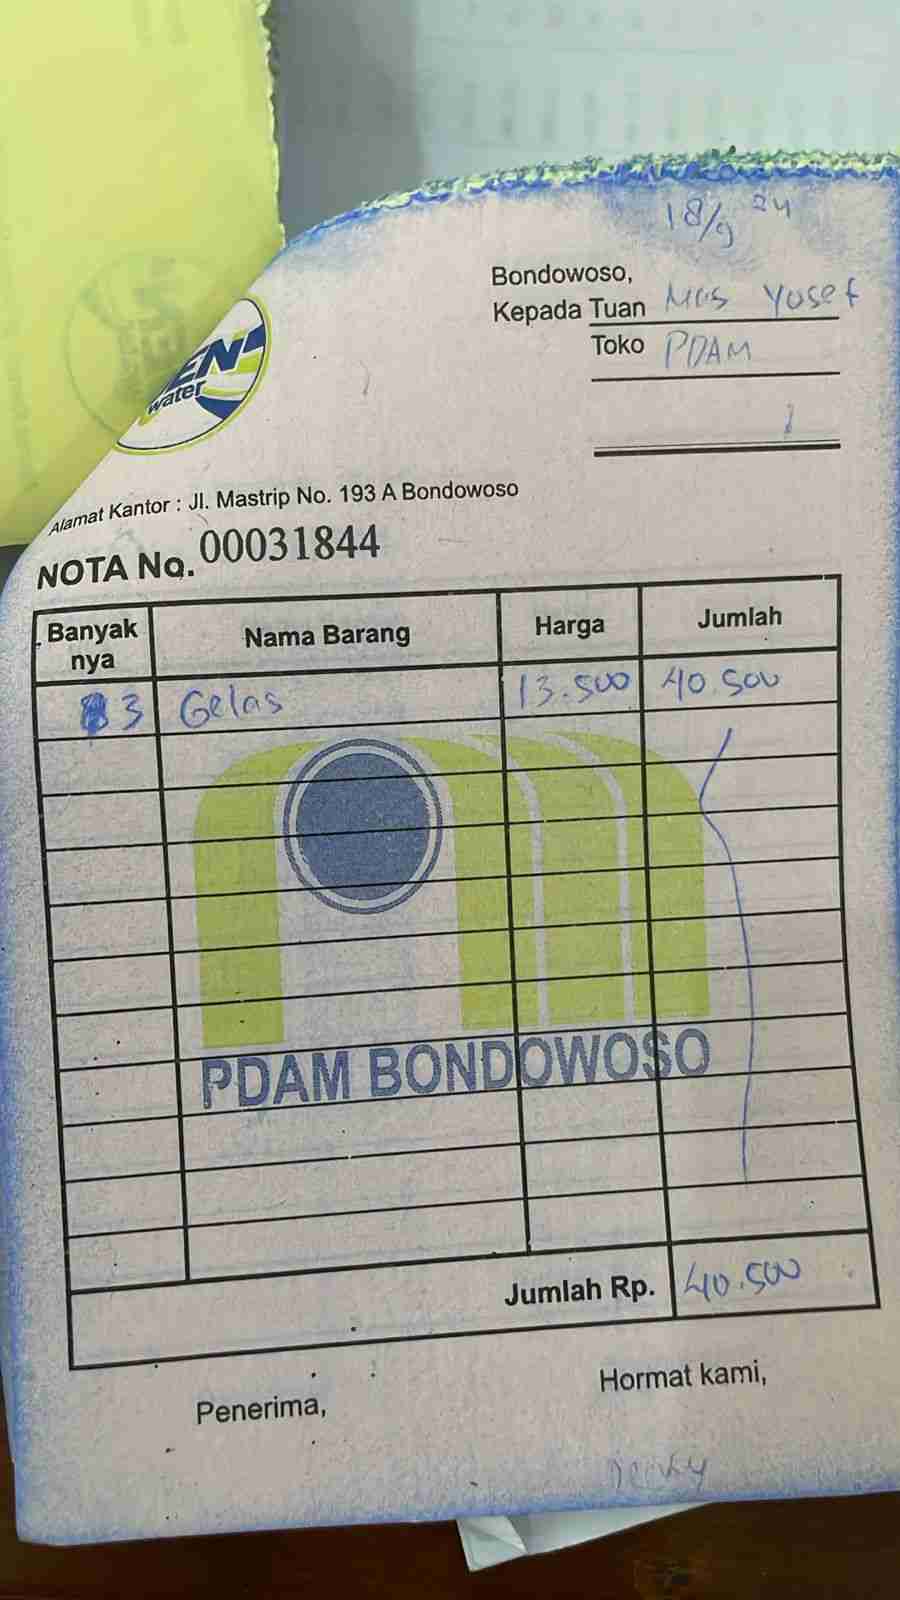 18/9 24
Bondowoso,
Kepada Tuan Mas Yosef
Toko PDAM
EN
water
Alamat Kantor : Jl. Mastrip No. 193 A Bondowoso
NOTA No. 00031844
Banyak nya Nama Barang Harga Jumlah
3 Gelas 13.500 40.500
PDAM BONDOWOSO
Jumlah Rp. 40.500
Penerima, Hormat kami,